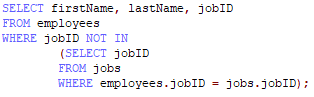 SELECT firstName, lastName, jobID
FROM employees
WHERE jobID NOT IN
(SELECT jobID
FROM jobs
WHERE employees.jobID = jobs.jobID);